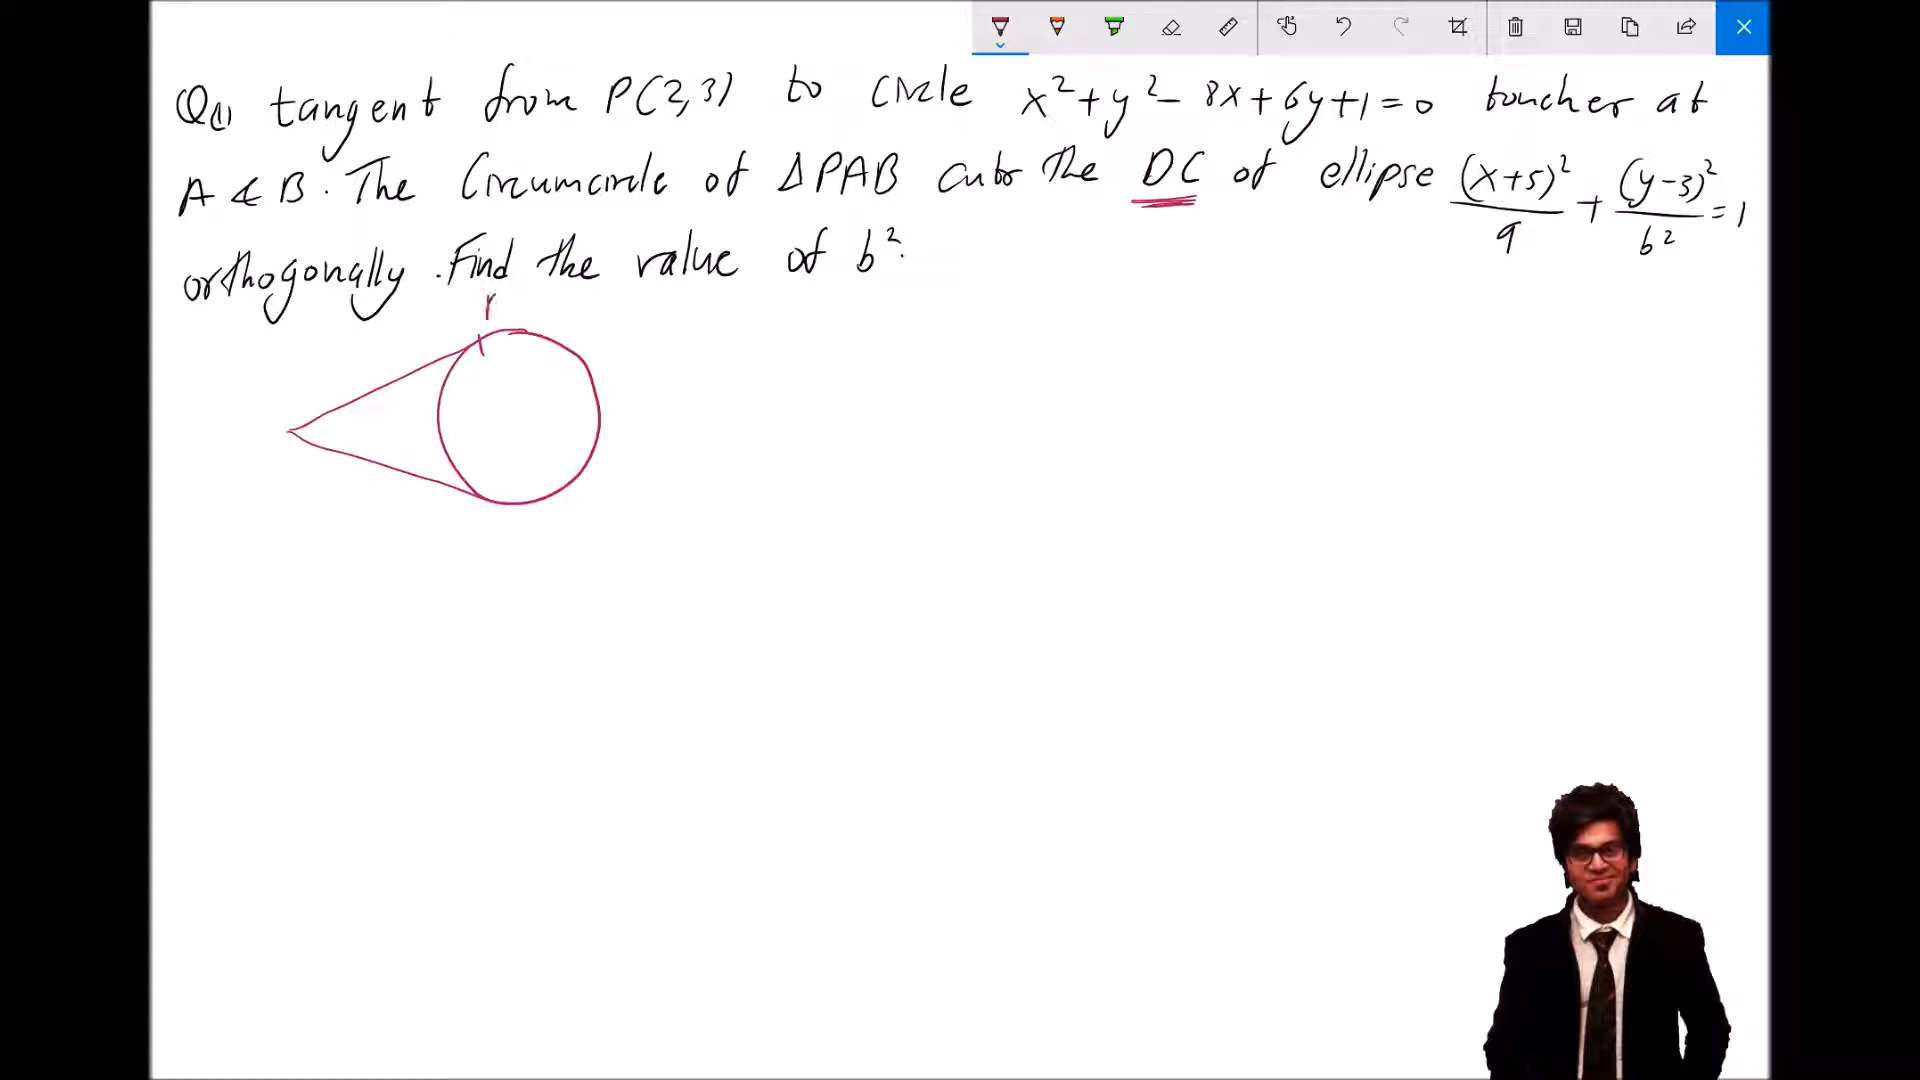 Q(1) tangent from P(2,3) to circle x²+y²-8x+6y+1=0 touches at
A & B. The Circumcircle of ΔPAB cuts the DC of ellipse (x+5)²/9 + (y-3)²/b² = 1
orthogonally. Find the value of b².